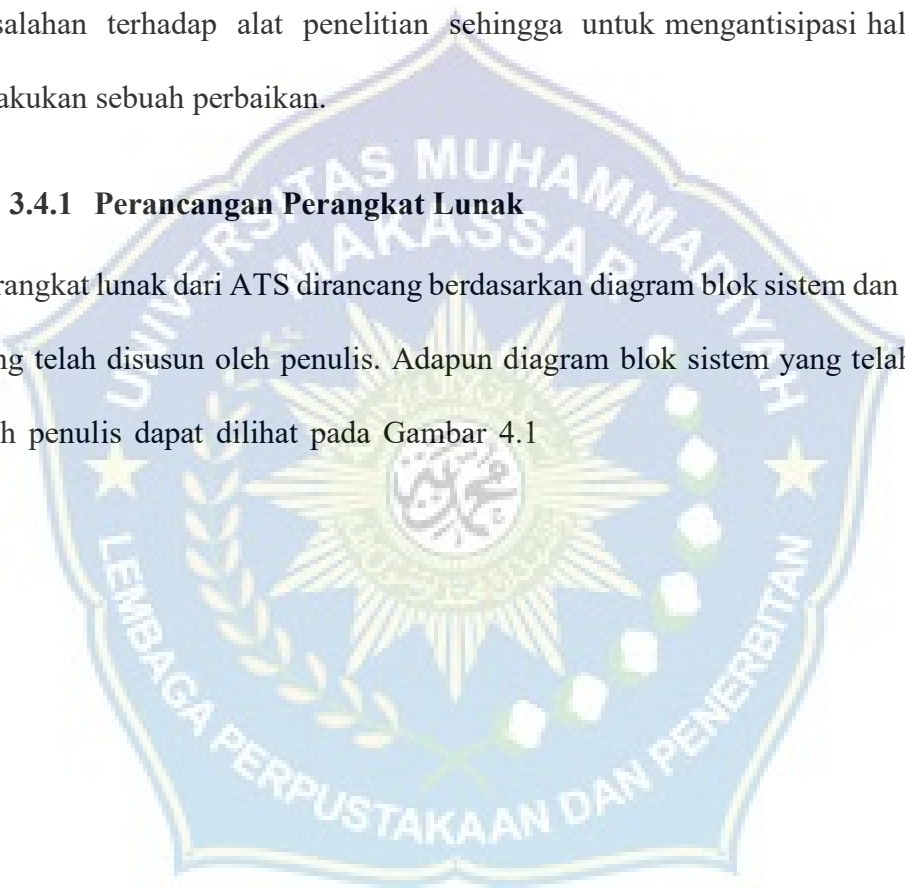 salahan terhadap alat penelitian sehingga untuk mengantisipasi hal
akukan sebuah perbaikan.
3.4.1 Perancangan Perangkat Lunak
rangkat lunak dari ATS dirancang berdasarkan diagram blok sistem dan
ng telah disusun oleh penulis. Adapun diagram blok sistem yang telah
h penulis dapat dilihat pada Gambar 4.1
UNIVERSITAS MUHAMMADIYAH
MAKASSAR
LEMBAGA PERPUSTAKAAN DAN PENERBITAN